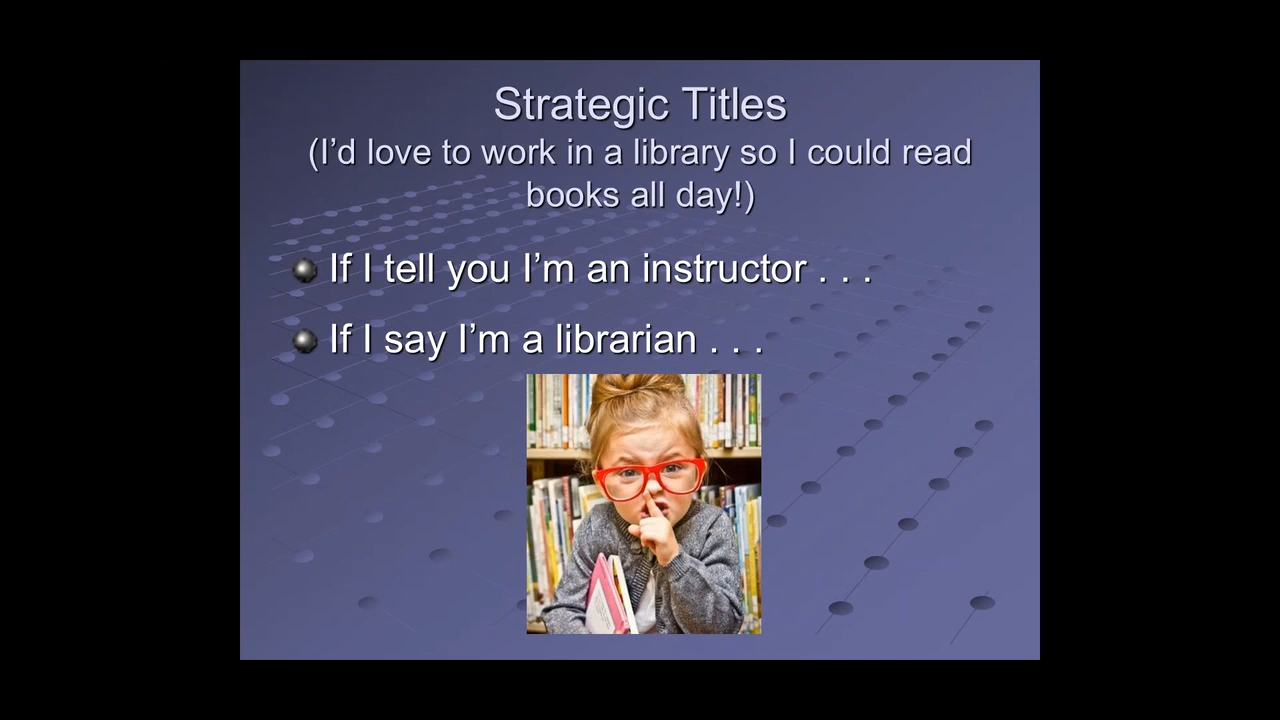 Strategic Titles
(I’d love to work in a library so I could read
books all day!)
If I tell you I’m an instructor . . .
If I say I’m a librarian . . .